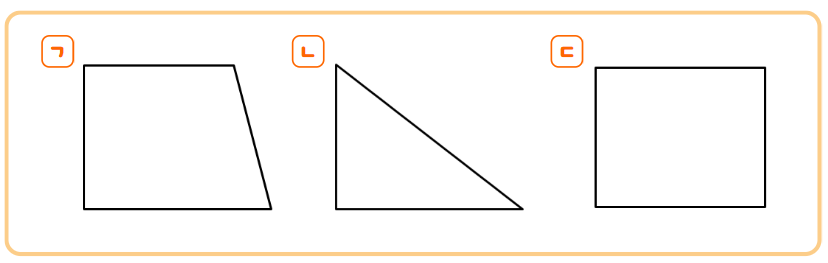 ㄱ ㄴ ㄷ